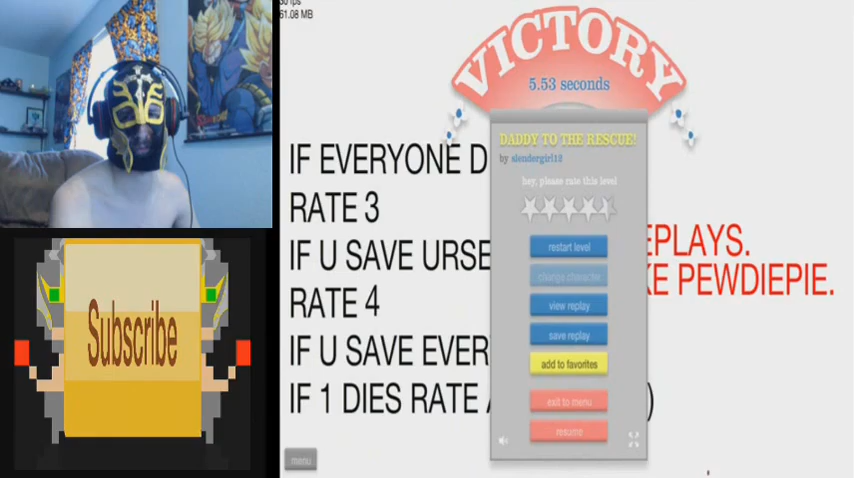 61.08 MB
VICTORY
5.53 seconds
DADDY TO THE RESCUE!
by slendergirl12
hey, please rate this level
restart level
change character
view replay
save replay
add to favorites
exit to menu
resume
IF EVERYONE D
RATE 3
IF U SAVE URSE
EPLAYS.
KE PEWDIEPIE.
RATE 4
IF U SAVE EVER
IF 1 DIES RATE
)
menu
Subscribe